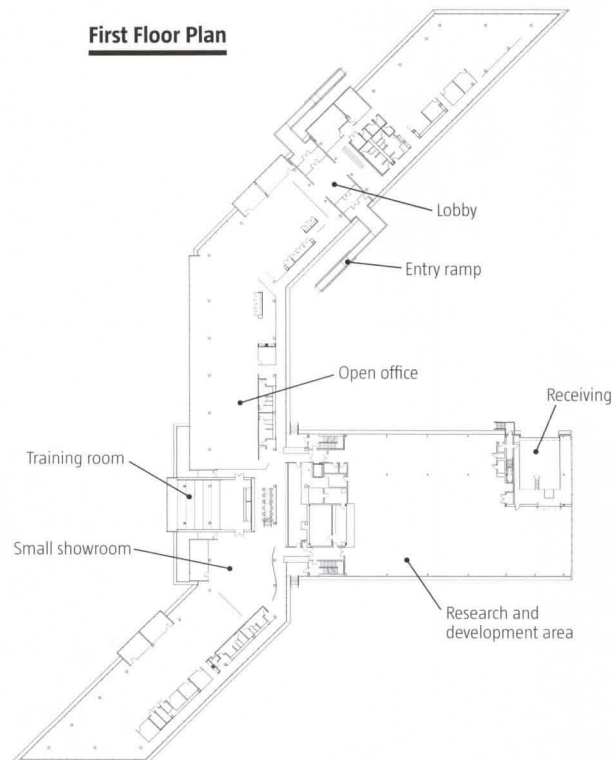 First Floor Plan
Lobby
Entry ramp
Open office
Receiving
Training room
Small showroom
Research and
development area